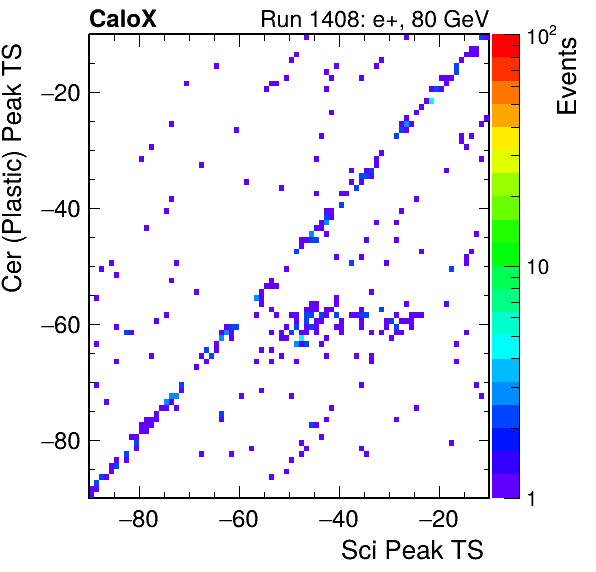 CaloX Run 1408: e+, 80 GeV
Cer (Plastic) Peak TS
−20
−40
−60
−80
−80 −60 −40 −20
Sci Peak TS
10²
10
1
Events